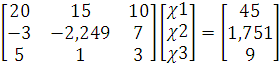 [20 15 10] [χ1] = [45]
[-3 -2,249 7] [χ2] = [1,751]
[5 1 3] [χ3] = [9]